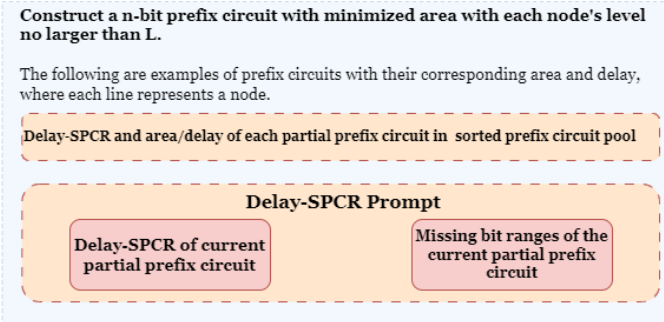 Construct a n-bit prefix circuit with minimized area with each node's level
no larger than L.
The following are examples of prefix circuits with their corresponding area and delay,
where each line represents a node.
Delay-SPCR and area/delay of each partial prefix circuit in sorted prefix circuit pool
Delay-SPCR Prompt
Delay-SPCR of current
partial prefix circuit
Missing bit ranges of the
current partial prefix
circuit